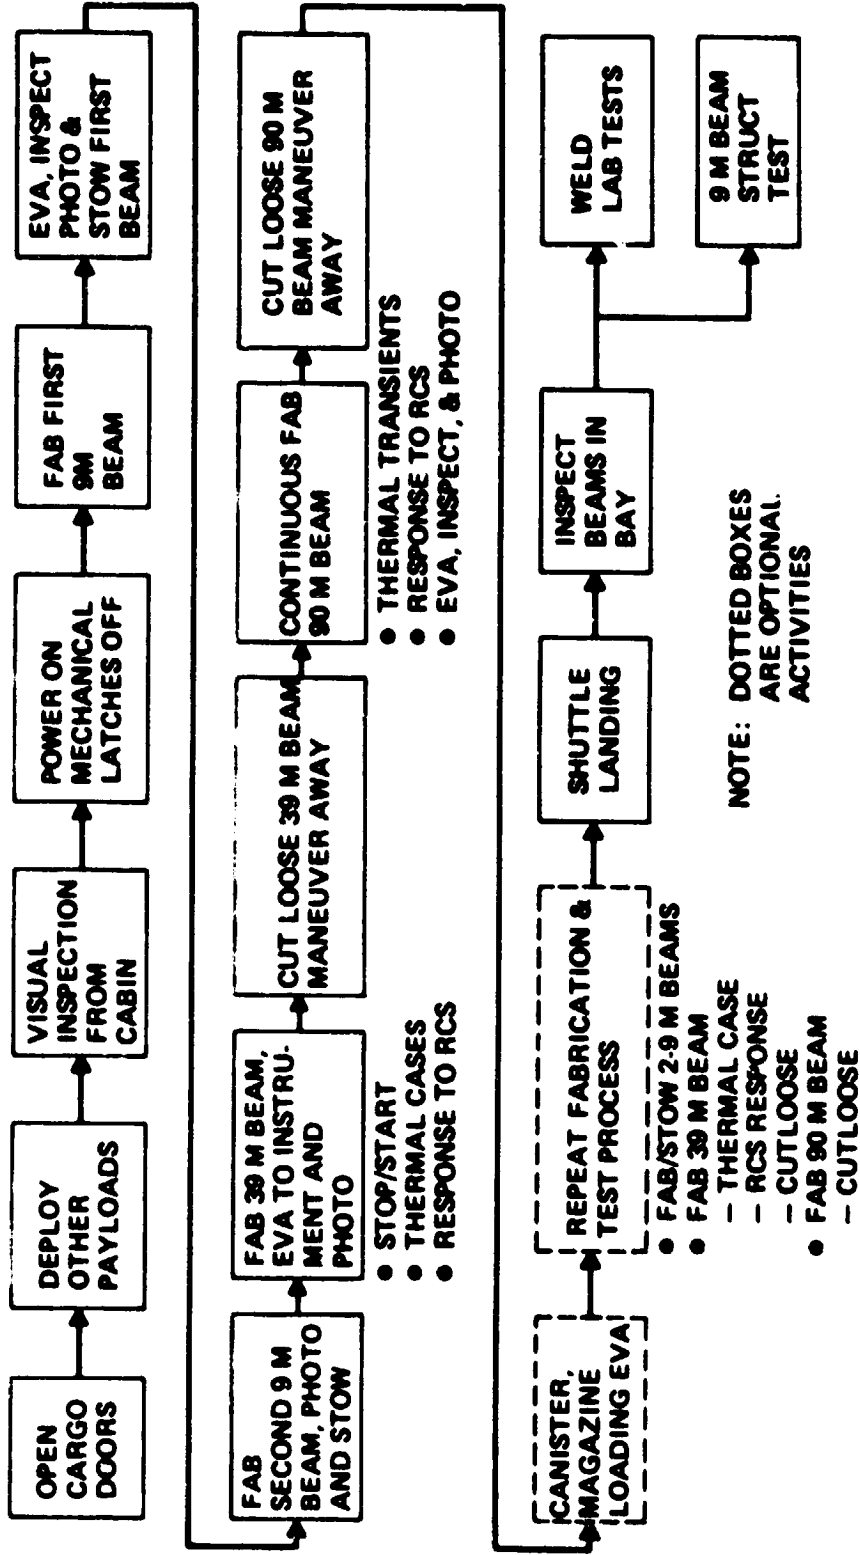 OPEN
CARGO
DOORS
DEPLOY
OTHER
PAYLOADS
VISUAL
INSPECTION
FROM
CABIN
POWER ON
MECHANICAL
LATCHES OFF
FAB FIRST
9M
BEAM
EVA, INSPECT
PHOTO &
STOW FIRST
BEAM
FAB
SECOND 9 M
BEAM, PHOTO
AND STOW
FAB 39 M BEAM,
EVA TO INSTRU-
MENT AND
PHOTO
● STOP/START
● THERMAL CASES
● RESPONSE TO RCS
CUT LOOSE 39 M BEAM
MANEUVER AWAY
CONTINUOUS FAB
90 M BEAM
● THERMAL TRANSIENTS
● RESPONSE TO RCS
● EVA, INSPECT, & PHOTO
CUT LOOSE 90 M
BEAM MANEUVER
AWAY
CANISTER,
MAGAZINE
LOADING EVA
REPEAT FABRICATION &
TEST PROCESS
● FAB/STOW 2-9 M BEAMS
● FAB 39 M BEAM
– THERMAL CASE
– RCS RESPONSE
– CUTLOOSE
● FAB 90 M BEAM
– CUTLOOSE
SHUTTLE
LANDING
INSPECT
BEAMS IN
BAY
WELD
LAB TESTS
9 M BEAM
STRUCT
TEST
NOTE: DOTTED BOXES
ARE OPTIONAL.
ACTIVITIES